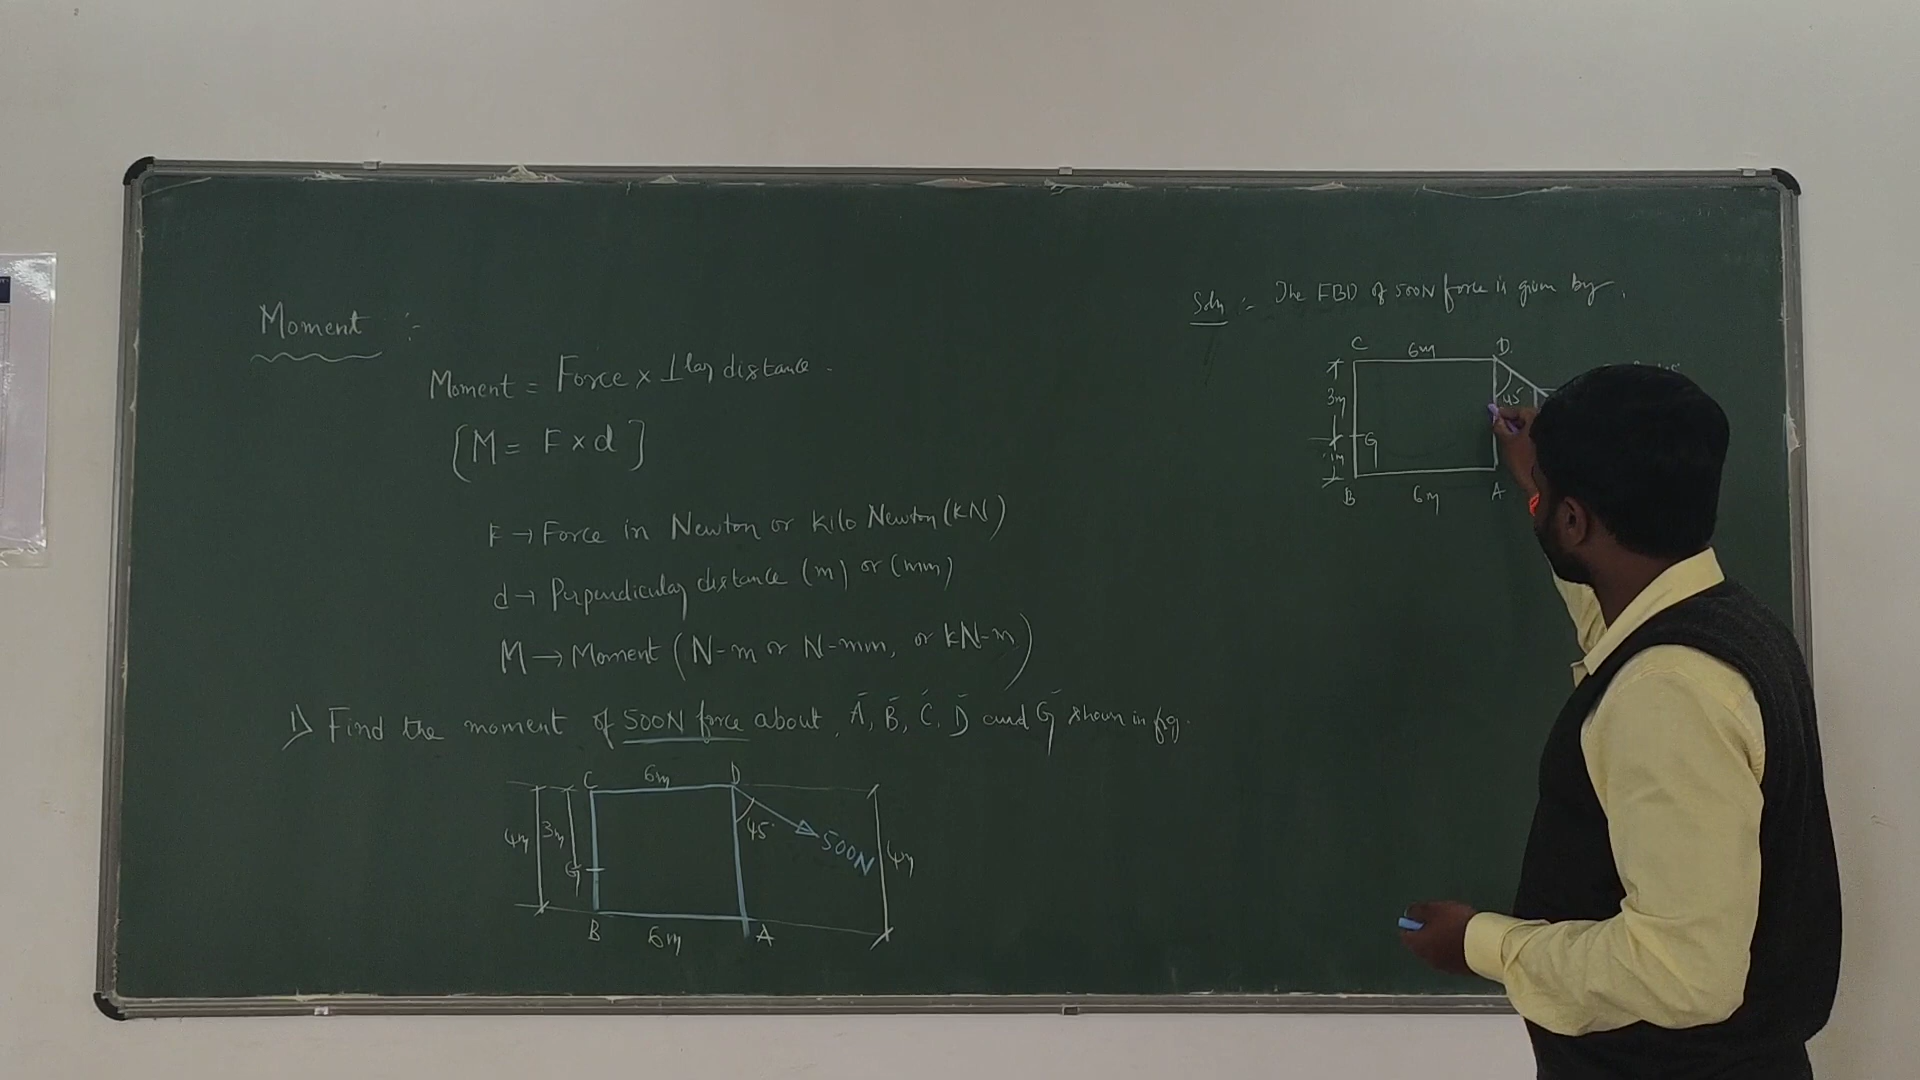 Moment :-
Moment = Force × ⊥lar distance.
[M = F × d]
F → Force in Newton or Kilo Newton (kN)
d → Perpendicular distance (m) or (mm)
M → Moment (N-m or N-mm, or kN-m)
1) Find the moment of 500N force about, A, B, C, D and G shown in fig.
C 6m D
4m 3m 45° 500N 4m
G
B 6m A
Soln :- The FBD of 500N force is given by,
C 6m D
3m 45°
G
1m
B 6m A